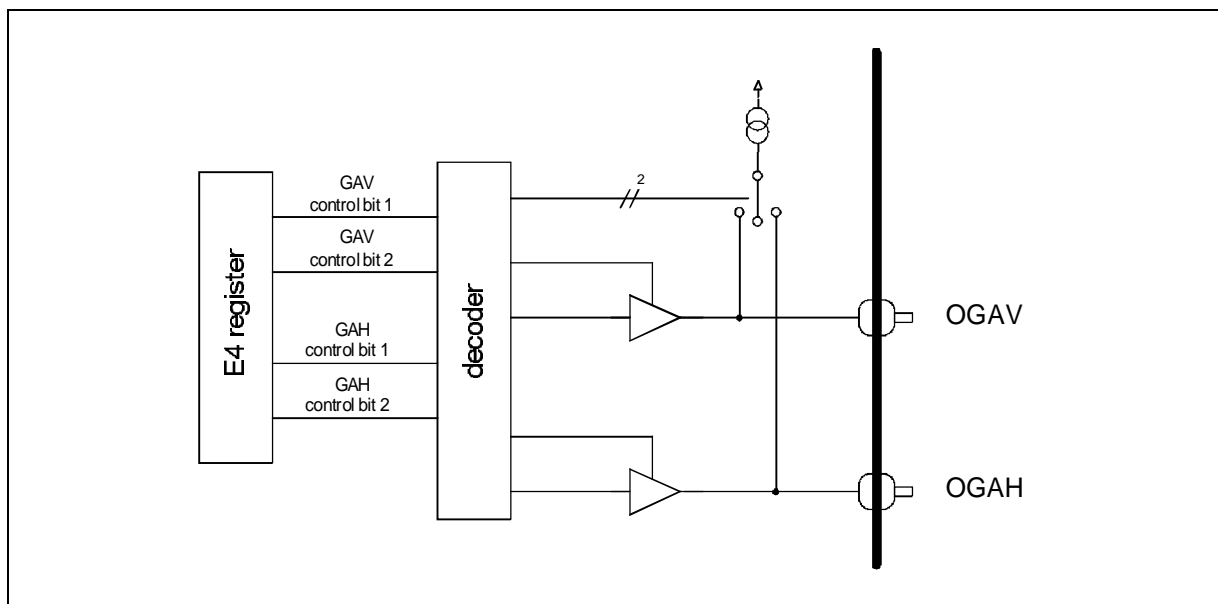 2
GAV
control bit 1
GAV
control bit 2
E4 register
decoder
OGAV
GAH
control bit 1
GAH
control bit 2
OGAH